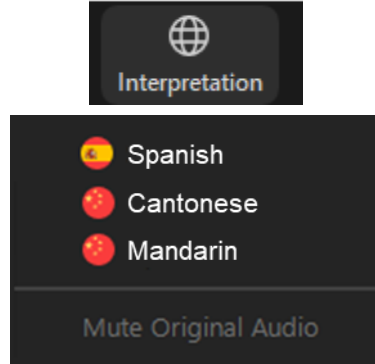 Interpretation
Spanish
Cantonese
Mandarin
Mute Original Audio